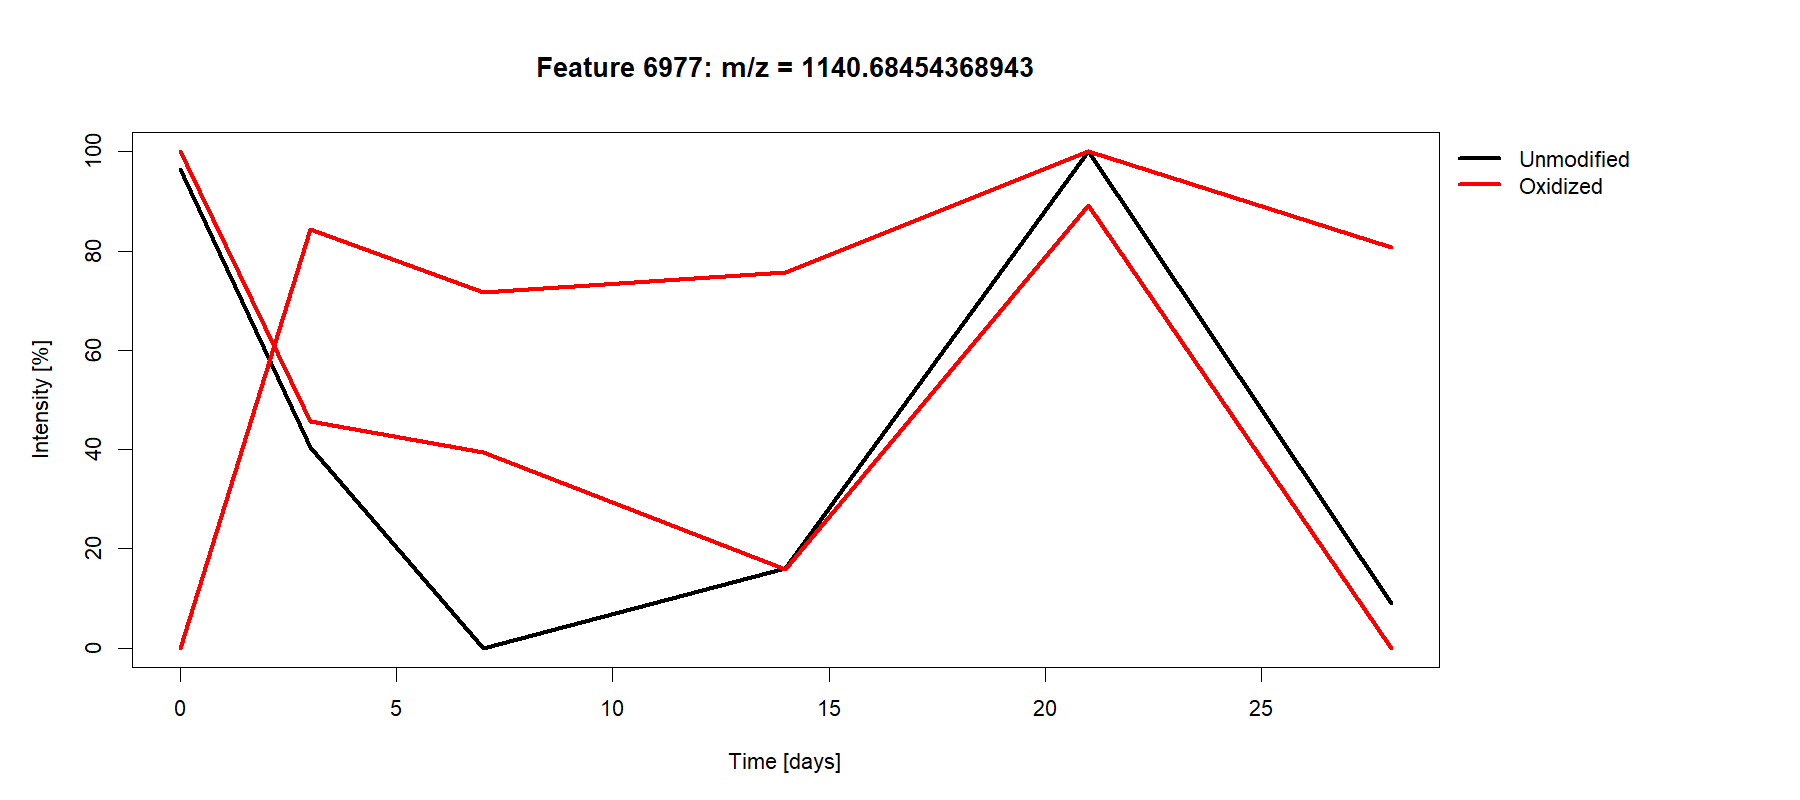 Feature 6977: m/z = 1140.68454368943
Unmodified
Oxidized
Intensity [%]
100
80
60
40
20
0
0 5 10 15 20 25
Time [days]